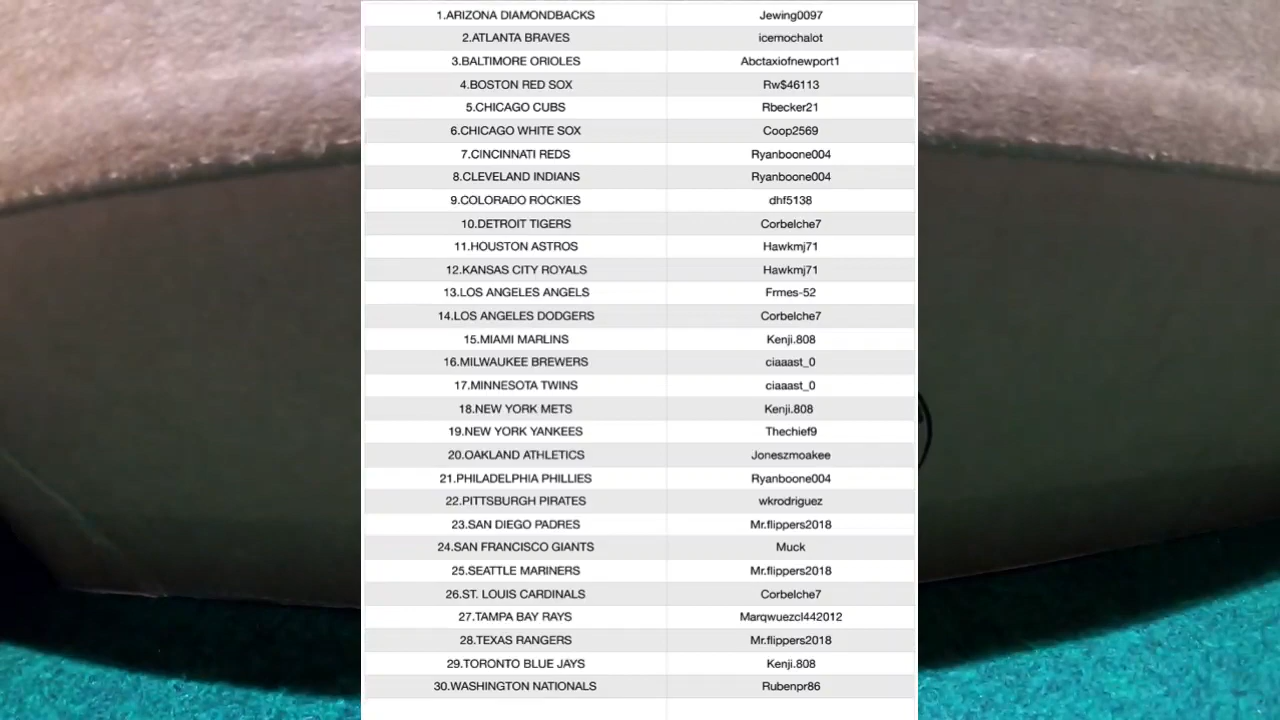 1.ARIZONA DIAMONDBACKS Jewing0097
2.ATLANTA BRAVES icemochalot
3.BALTIMORE ORIOLES Abctaxiofnewport1
4.BOSTON RED SOX Rw$46113
5.CHICAGO CUBS Rbecker21
6.CHICAGO WHITE SOX Coop2569
7.CINCINNATI REDS Ryanboone004
8.CLEVELAND INDIANS Ryanboone004
9.COLORADO ROCKIES dhf5138
10.DETROIT TIGERS Corbelche7
11.HOUSTON ASTROS Hawkmj71
12.KANSAS CITY ROYALS Hawkmj71
13.LOS ANGELES ANGELS Frmes-52
14.LOS ANGELES DODGERS Corbelche7
15.MIAMI MARLINS Kenji.808
16.MILWAUKEE BREWERS ciaaast_0
17.MINNESOTA TWINS ciaaast_0
18.NEW YORK METS Kenji.808
19.NEW YORK YANKEES Thechief9
20.OAKLAND ATHLETICS Joneszmoakee
21.PHILADELPHIA PHILLIES Ryanboone004
22.PITTSBURGH PIRATES wkrodriguez
23.SAN DIEGO PADRES Mr.flippers2018
24.SAN FRANCISCO GIANTS Muck
25.SEATTLE MARINERS Mr.flippers2018
26.ST. LOUIS CARDINALS Corbelche7
27.TAMPA BAY RAYS Marqwuezcl442012
28.TEXAS RANGERS Mr.flippers2018
29.TORONTO BLUE JAYS Kenji.808
30.WASHINGTON NATIONALS Rubenpr86